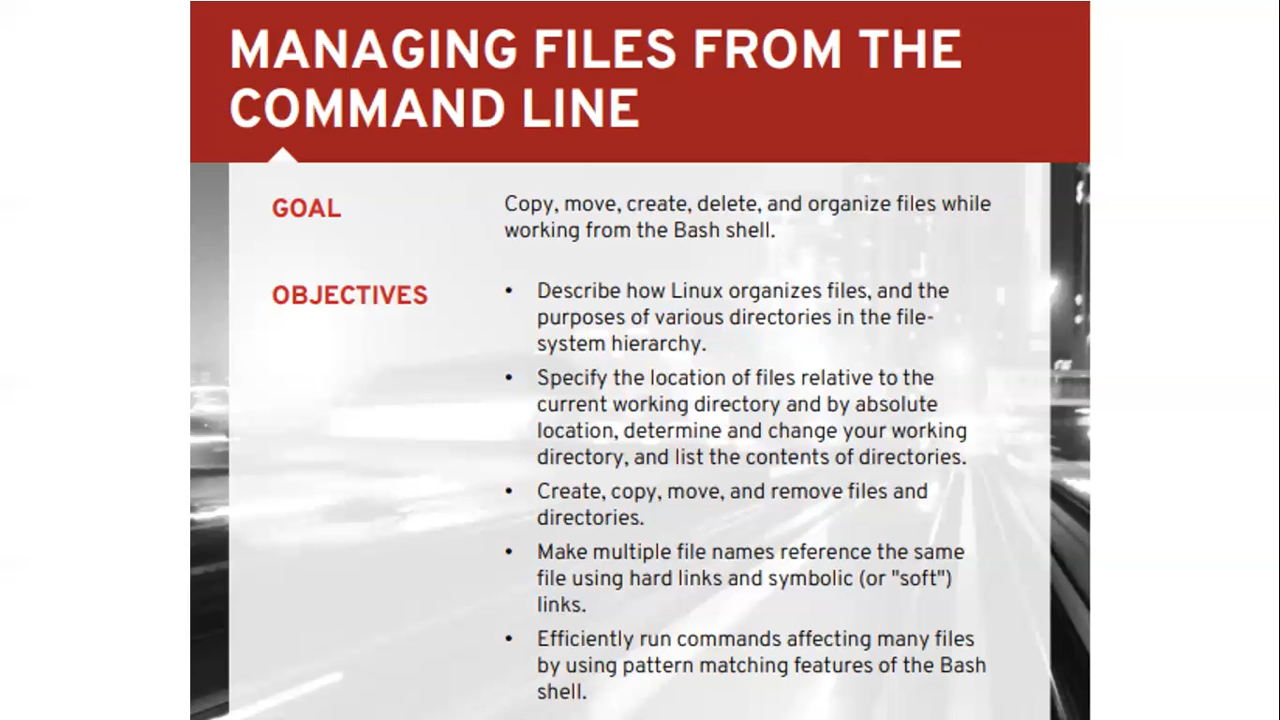 MANAGING FILES FROM THE
COMMAND LINE
GOAL
Copy, move, create, delete, and organize files while
working from the Bash shell.
OBJECTIVES
• Describe how Linux organizes files, and the
purposes of various directories in the file-
system hierarchy.
• Specify the location of files relative to the
current working directory and by absolute
location, determine and change your working
directory, and list the contents of directories.
• Create, copy, move, and remove files and
directories.
• Make multiple file names reference the same
file using hard links and symbolic (or "soft")
links.
• Efficiently run commands affecting many files
by using pattern matching features of the Bash
shell.